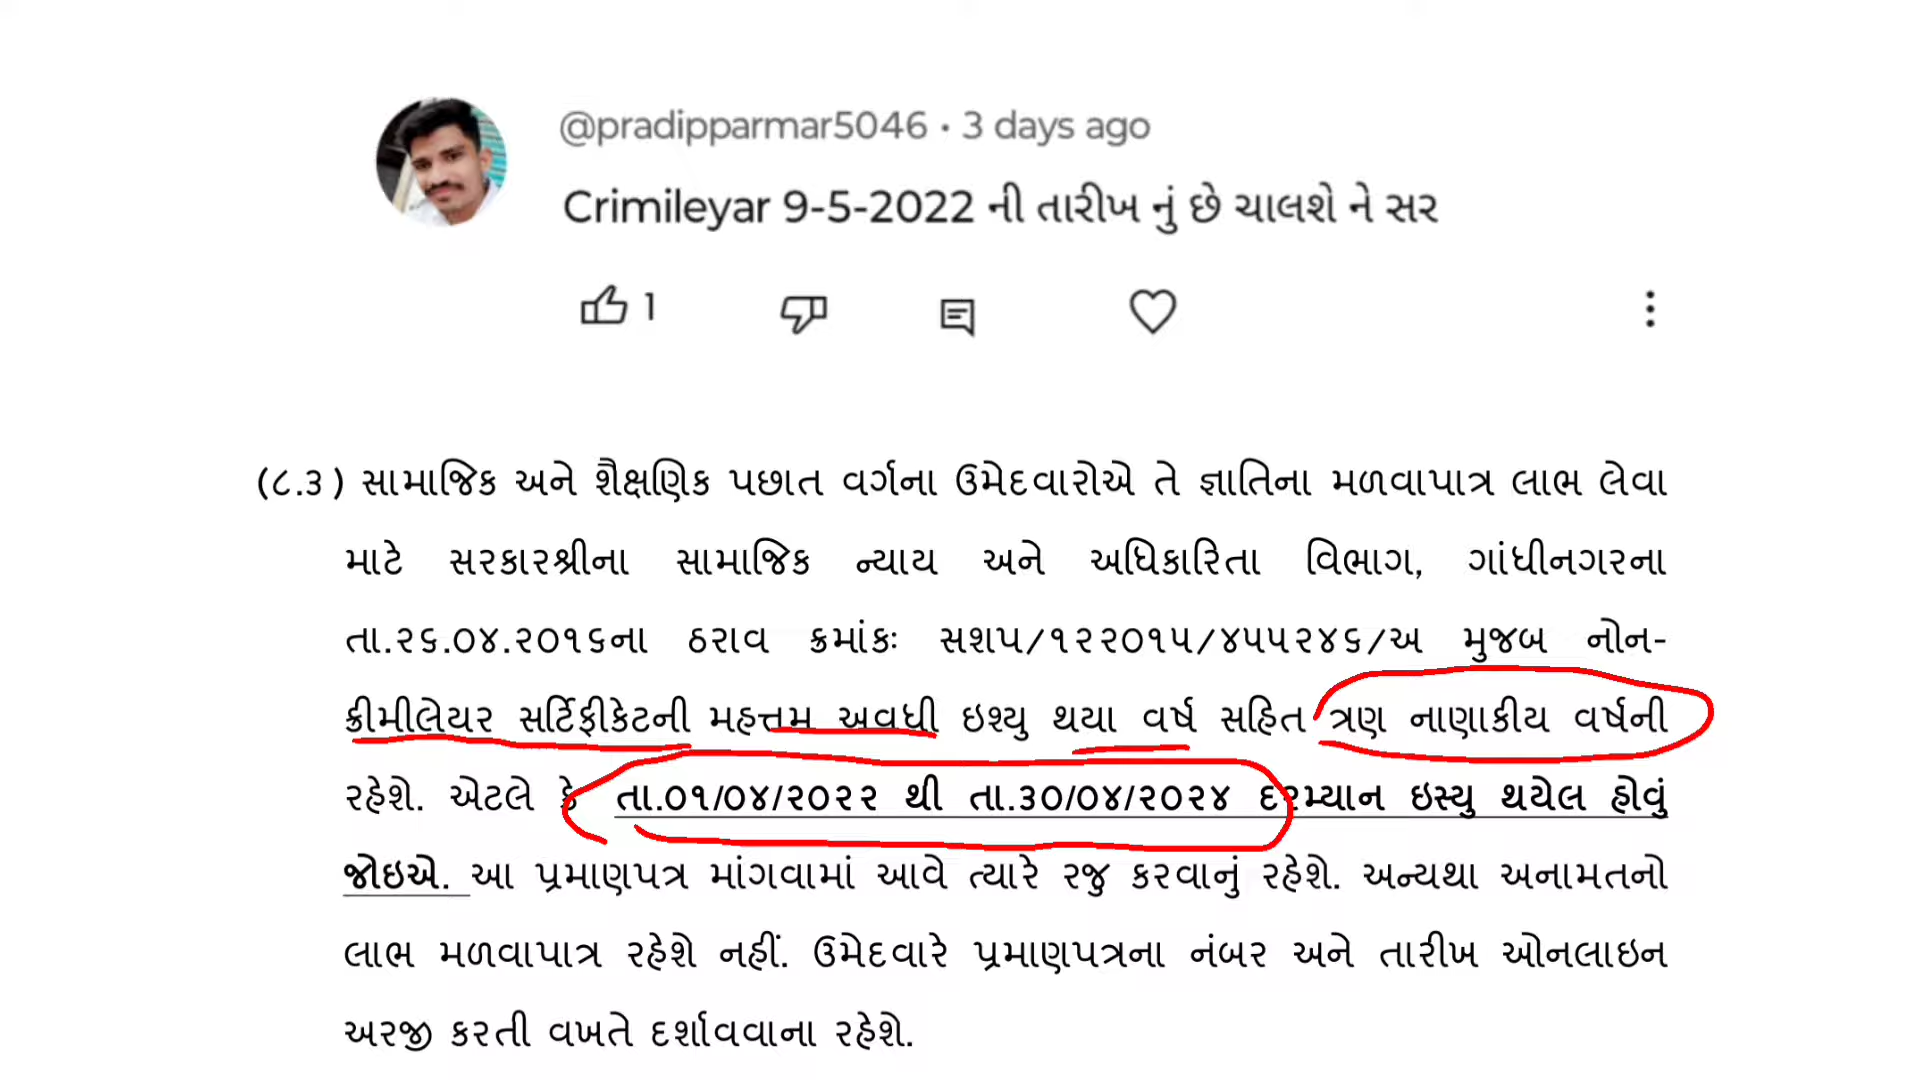 @pradipparmar5046 • 3 days ago
Crimileyar 9-5-2022 ની તારીખ નું છે ચાલશે ને સર
1
(૮.૩) સામાજિક અને શૈક્ષણિક પછાત વર્ગના ઉમેદવારોએ તે જ્ઞાતિના મળવાપાત્ર લાભ લેવા
માટે સરકારશ્રીના સામાજિક ન્યાય અને અધિકારિતા વિભાગ, ગાંધીનગરના
તા.૨૬.૦૪.૨૦૧૬ના ઠરાવ ક્રમાંકઃ સશપ/૧૨૨૦૧૫/૪૫૫૨૪૬/અ મુજબ નોન-
ક્રીમીલેયર સર્ટિફીકેટની મહત્તમ અવધી ઇશ્યુ થયા વર્ષ સહિત ત્રણ નાણાકીય વર્ષની
રહેશે. એટલે કે તા.૦૧/૦૪/૨૦૨૨ થી તા.૩૦/૦૪/૨૦૨૪ દરમ્યાન ઇસ્યુ થયેલ હોવું
જોઇએ. આ પ્રમાણપત્ર માંગવામાં આવે ત્યારે રજુ કરવાનું રહેશે. અન્યથા અનામતનો
લાભ મળવાપાત્ર રહેશે નહીં. ઉમેદવારે પ્રમાણપત્રના નંબર અને તારીખ ઓનલાઇન
અરજી કરતી વખતે દર્શાવવાના રહેશે.